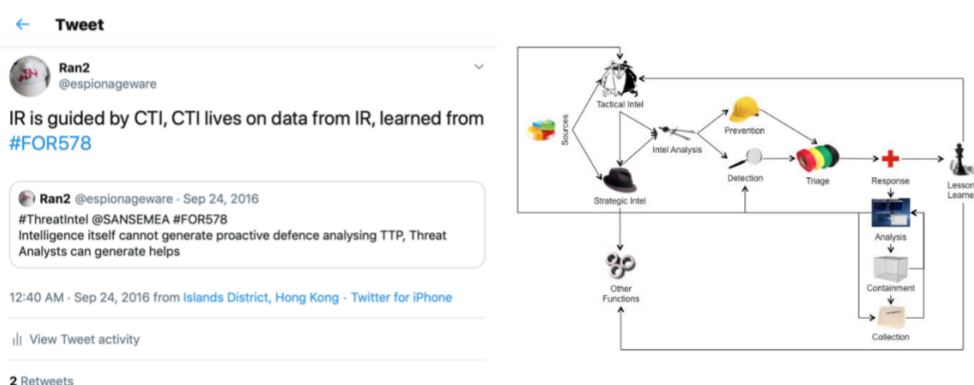 Tweet
Ran2
@espionageware
IR is guided by CTI, CTI lives on data from IR, learned from
#FOR578
Ran2 @espionageware · Sep 24, 2016
#ThreatIntel @SANSEMEA #FOR578
Intelligence itself cannot generate proactive defence analysing TTP, Threat
Analysts can generate helps
12:40 AM · Sep 24, 2016 from Islands District, Hong Kong · Twitter for iPhone
View Tweet activity
2 Retweets
Tactical Intel
Sources
Intel Analysis
Strategic Intel
Prevention
Detection
Triage
Response
Lesson
Learne
Analysis
Containment
Collection
Other
Functions